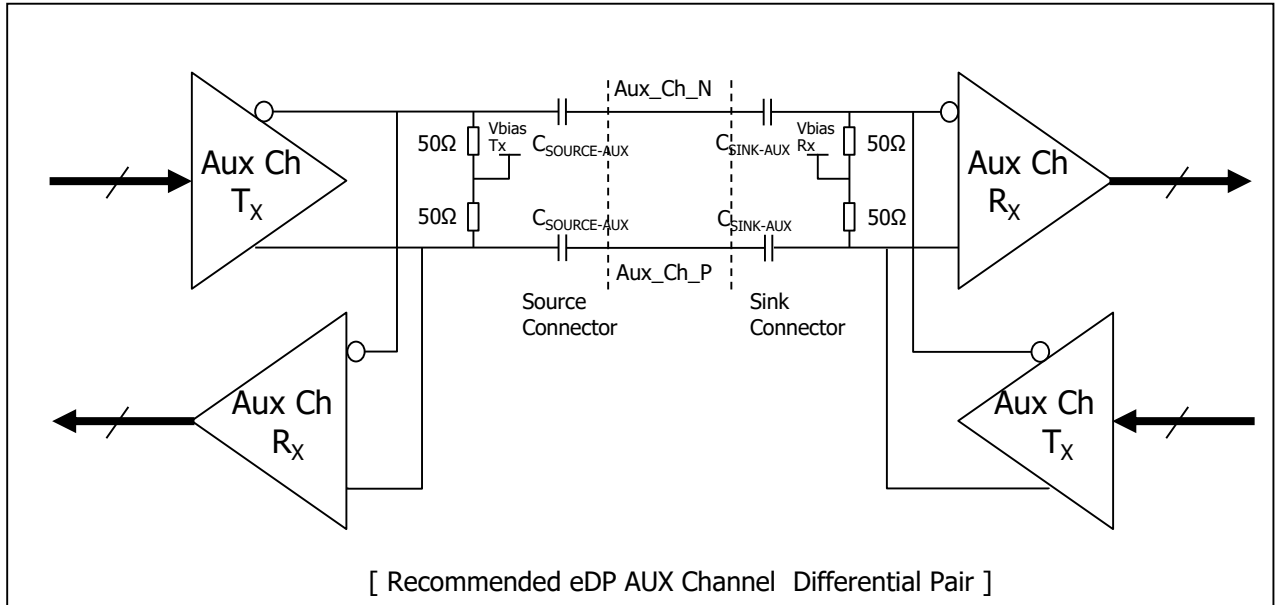 Aux_Ch_N
Aux Ch
TX
50Ω
Vbias
Tx
CSOURCE-AUX
CSINK-AUX
Vbias
Rx
50Ω
Aux Ch
RX
50Ω
CSOURCE-AUX
CSINK-AUX
50Ω
Aux_Ch_P
Source
Connector
Sink
Connector
Aux Ch
RX
Aux Ch
TX
[ Recommended eDP AUX Channel Differential Pair ]